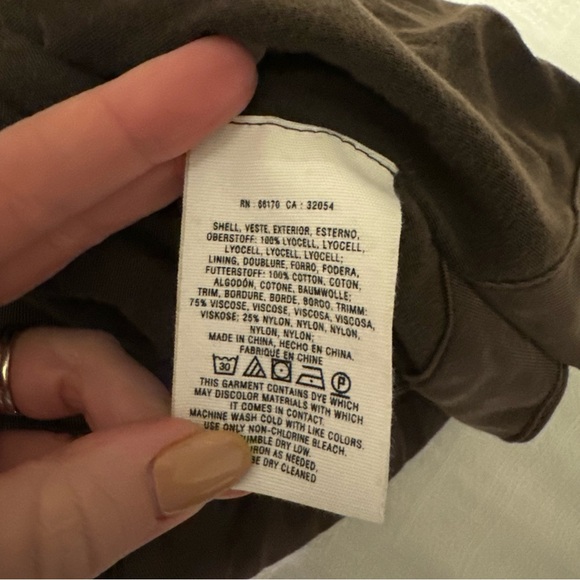 RN : 66170 CA : 32054
SHELL, VESTE, EXTERIOR, ESTERNO,
OBERSTOFF: 100% LYOCELL, LYOCELL,
LYOCELL, LYOCELL, LYOCELL;
LINING, DOUBLURE, FORRO, FODERA,
FUTTERSTOFF: 100% COTTON, COTON,
ALGODÓN, COTONE, BAUMWOLLE;
TRIM, BORDURE, BORDE, BORDO, TRIMM:
75% VISCOSE, VISCOSE, VISCOSA, VISCOSA,
VISKOSE; 25% NYLON, NYLON, NYLON,
NYLON, NYLON;
MADE IN CHINA, HECHO EN CHINA.
FABRIQUÉ EN CHINE
30 P
THIS GARMENT CONTAINS DYE WHICH
MAY DISCOLOR MATERIALS WITH WHICH
IT COMES IN CONTACT.
MACHINE WASH COLD WITH LIKE COLORS.
USE ONLY NON-CHLORINE BLEACH.
TUMBLE DRY LOW.
IRON AS NEEDED.
BE DRY CLEANED